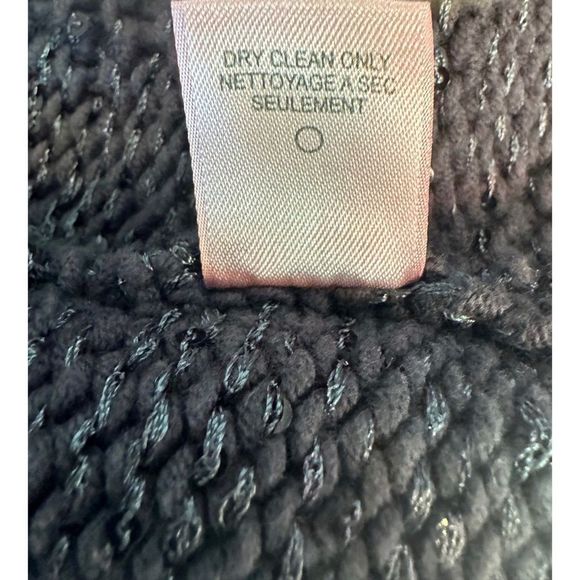 DRY CLEAN ONLY
NETTOYAGE A SEC
SEULEMENT